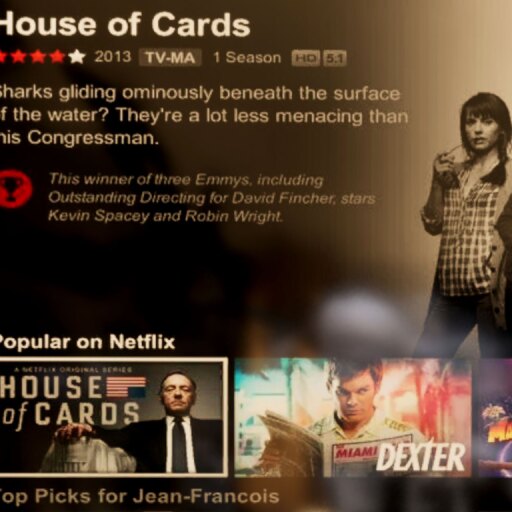 House of Cards
2013 TV-MA 1 Season HD 5.1
Sharks gliding ominously beneath the surface
of the water? They're a lot less menacing than
his Congressman.
This winner of three Emmys, including
Outstanding Directing for David Fincher, stars
Kevin Spacey and Robin Wright.
Popular on Netflix
A NETFLIX ORIGINAL SERIES
HOUSE
of CARDS
MIAMI
DEXTER
Top Picks for Jean-Francois